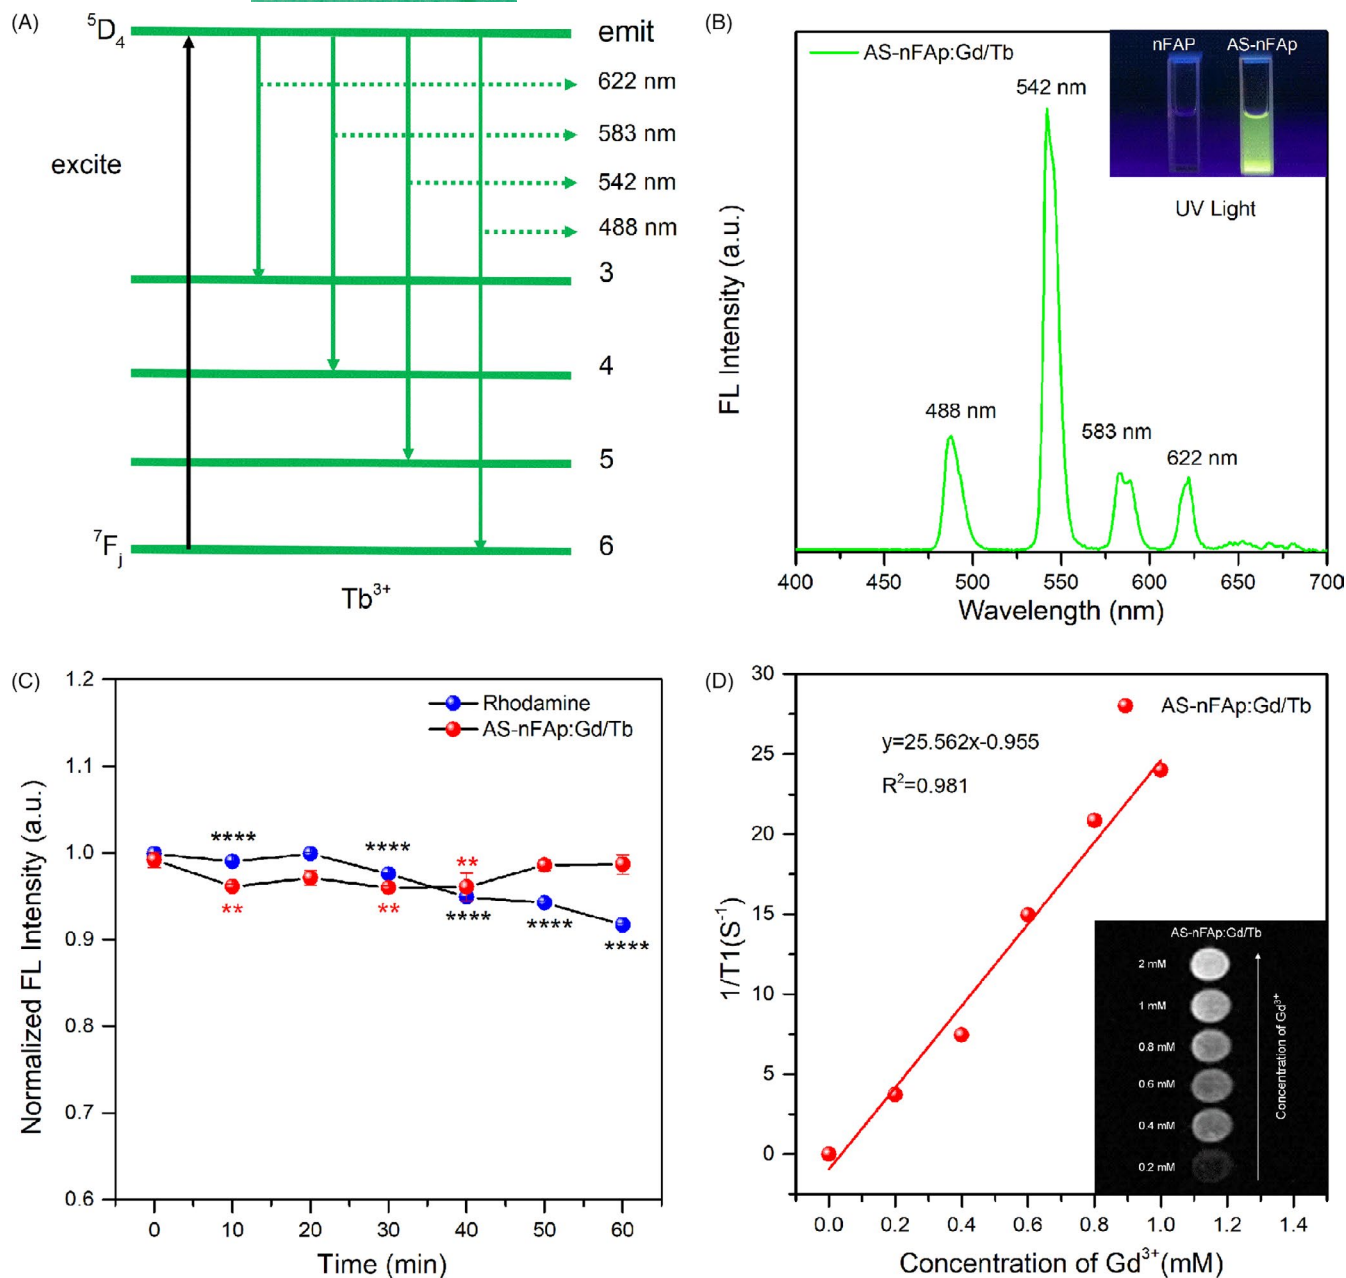 (A)
⁵D₄
emit
622 nm
583 nm
excite
542 nm
488 nm
3
4
5
⁷Fⱼ
6
Tb³⁺
(B)
AS-nFAp:Gd/Tb
nFAP AS-nFAp
UV Light
542 nm
488 nm
583 nm
622 nm
FL Intensity (a.u.)
400 450 500 550 600 650 700
Wavelength (nm)
(C)
Rhodamine
AS-nFAp:Gd/Tb
1.2
1.1
1.0
0.9
0.8
0.7
0.6
Normalized FL Intensity (a.u.)
**** **** **
** ** **** **** ****
0 10 20 30 40 50 60
Time (min)
(D)
AS-nFAp:Gd/Tb
y=25.562x-0.955
R²=0.981
30
25
20
15
10
5
0
1/T1(S⁻¹)
AS-nFAp:Gd/Tb
2 mM
1 mM
0.8 mM
0.6 mM
0.4 mM
0.2 mM
Concentration of Gd³⁺
0.0 0.2 0.4 0.6 0.8 1.0 1.2 1.4
Concentration of Gd³⁺(mM)